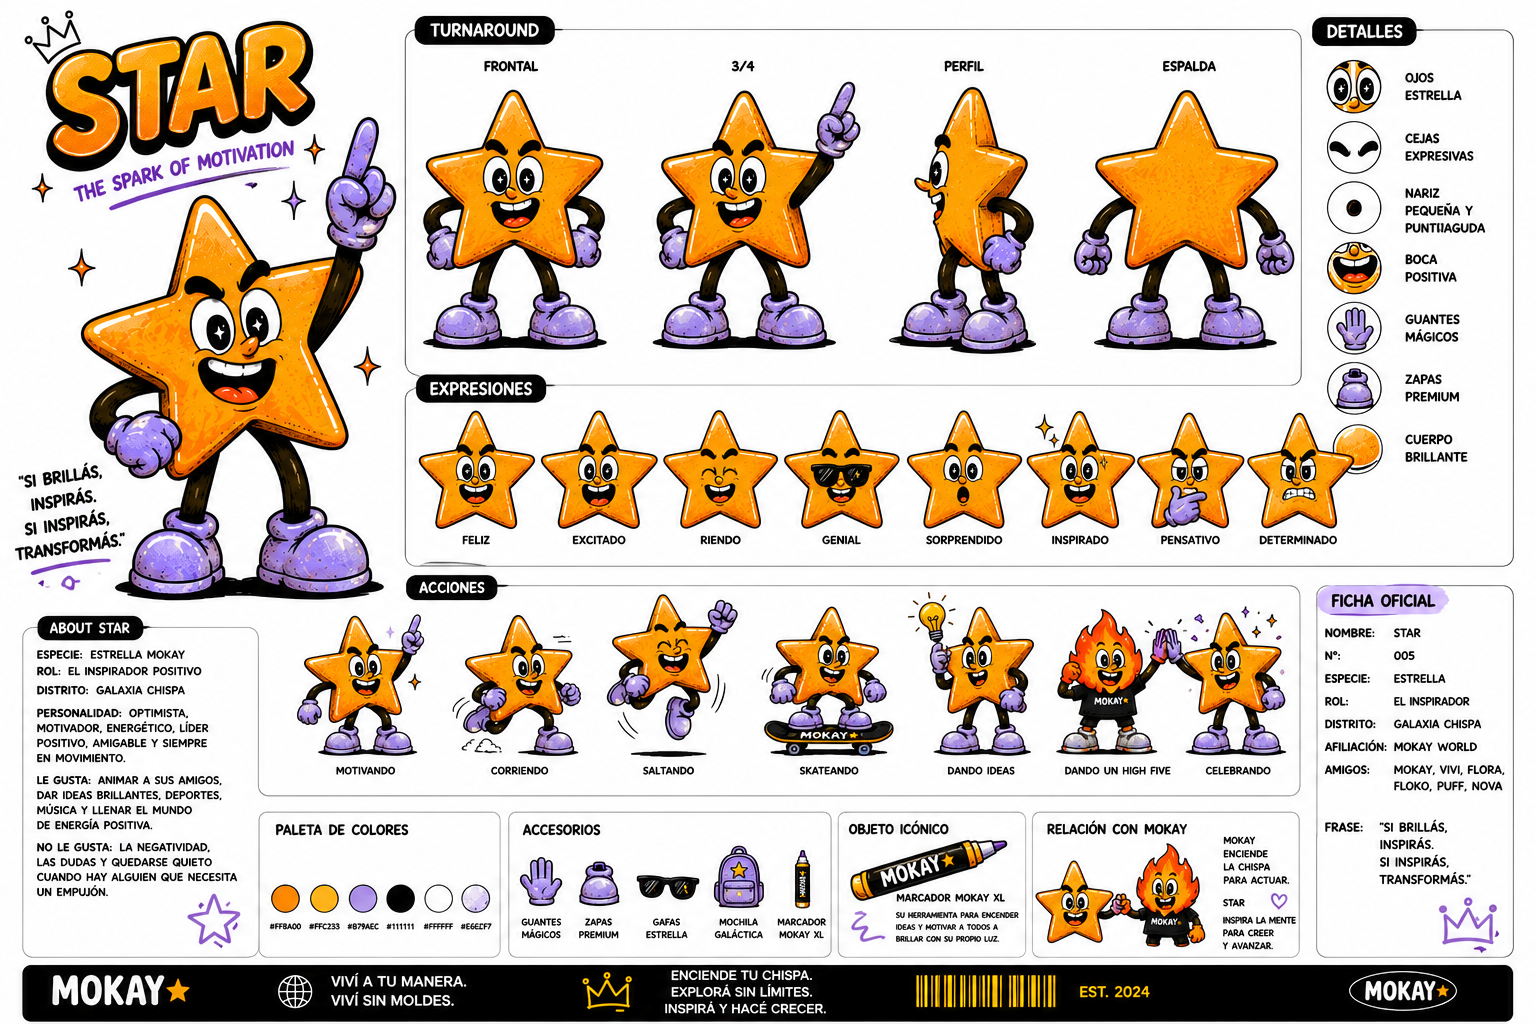 STAR
THE SPARK OF MOTIVATION
"SI BRILLÁS,
INSPIRÁS.
SI INSPIRÁS,
TRANSFORMÁS."
TURNAROUND
FRONTAL
3/4
PERFIL
ESPALDA
DETALLES
OJOS
ESTRELLA
CEJAS
EXPRESIVAS
NARIZ
PEQUEÑA Y
PUNTIIAGUDA
BOCA
POSITIVA
GUANTES
MÁGICOS
ZAPAS
PREMIUM
CUERPO
BRILLANTE
EXPRESIONES
FELIZ
EXCITADO
RIENDO
GENIAL
SORPRENDIDO
INSPIRADO
PENSATIVO
DETERMINADO
ACCIONES
MOKAY
MOKAY
MOTIVANDO
CORRIENDO
SALTANDO
SKATEANDO
DANDO IDEAS
DANDO UN HIGH FIVE
CELEBRANDO
ABOUT STAR
ESPECIE: ESTRELLA MOKAY
ROL: EL INSPIRADOR POSITIVO
DISTRITO: GALAXIA CHISPA
PERSONALIDAD: OPTIMISTA,
MOTIVADOR, ENERGÉTICO, LÍDER
POSITIVO, AMIGABLE Y SIEMPRE
EN MOVIMIENTO.
LE GUSTA: ANIMAR A SUS AMIGOS,
DAR IDEAS BRILLANTES, DEPORTES,
MÚSICA Y LLENAR EL MUNDO
DE ENERGÍA POSITIVA.
NO LE GUSTA: LA NEGATIVIDAD,
LAS DUDAS Y QUEDARSE QUIETO
CUANDO HAY ALGUIEN QUE NECESITA
UN EMPUJÓN.
PALETA DE COLORES
#FFBA00
#FFC233
#B79AEC
#111111
#FFFFFF
ACCESORIOS
GUANTES
MÁGICOS
ZAPAS
PREMIUM
GAFAS
ESTRELLA
MOCHILA
GALÁCTICA
MARCADOR
MOKAY XL
OBJETO ICÓNICO
MOKAY
MARCADOR MOKAY XL
SU HERRAMIENTA PARA ENCENDER
IDEAS Y MOTIVAR A TODOS A
BRILLAR CON SU PROPIO LUZ.
RELACIÓN CON MOKAY
MOKAY
MOKAY
ENCIENDE
LA CHISPA
PARA ACTUAR.
STAR
INSPIRA LA MENTE
PARA CREER
Y AVANZAR.
FICHA OFICIAL
NOMBRE: STAR
Nº: 005
ESPECIE: ESTRELLA
ROL: EL INSPIRADOR
DISTRITO: GALAXIA CHISPA
AFILIACIÓN: MOKAY WORLD
AMIGOS: MOKAY, VIVI, FLORA,
FLOKO, PUFF, NOVA
FRASE: "SI BRILLÁS,
INSPIRÁS.
SI INSPIRÁS,
TRANSFORMÁS."
MOKAY
VIVÍ A TU MANERA.
VIVÍ SIN MOLDES.
ENCIENDE TU CHISPA.
EXPLORÁ SIN LÍMITES.
INSPIRÁ Y HACÉ CRECER.
EST. 2024
MOKAY